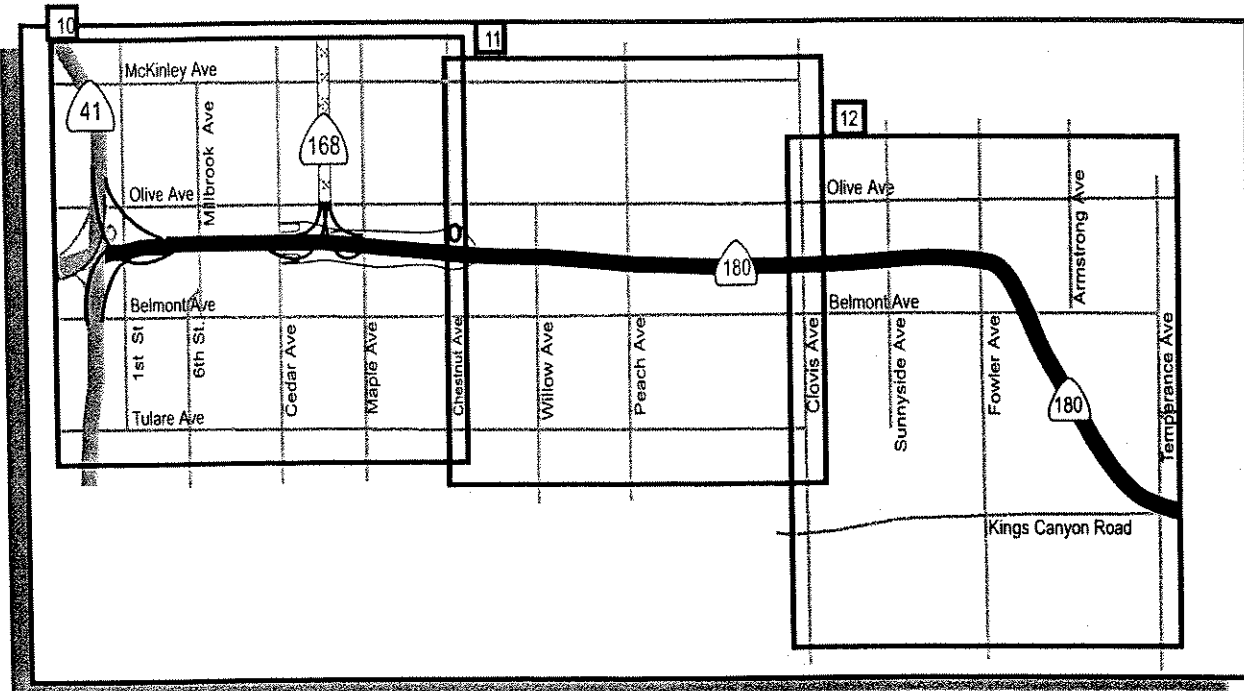 10
11
McKinley Ave
41
Millbrook Ave
168
12
Olive Ave
Olive Ave
Armstrong Ave
180
Belmont Ave
Belmont Ave
1st St
6th St.
Cedar Ave
Maple Ave
Chestnut Ave
Willow Ave
Peach Ave
Clovis Ave
Sunnyside Ave
Fowler Ave
180
Temperance Ave
Tulare Ave
Kings Canyon Road